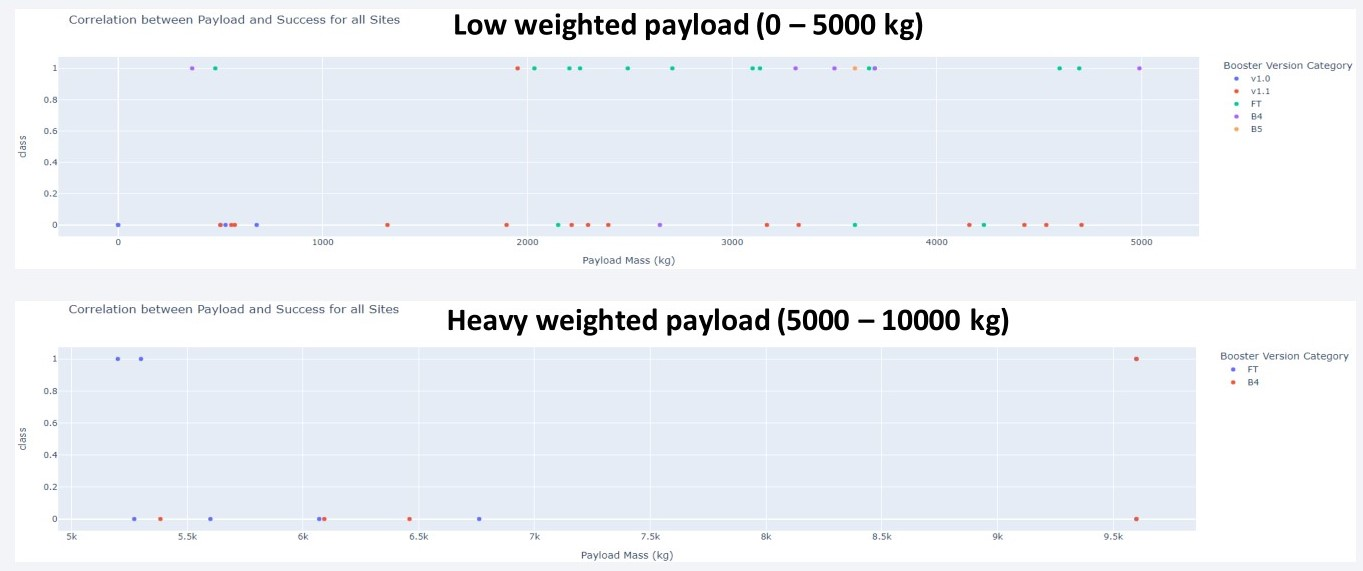 Correlation between Payload and Success for all Sites
Low weighted payload (0 – 5000 kg)
Booster Version Category
v1.0
v1.1
FT
B4
B5
class
1
0.8
0.6
0.4
0.2
0
0 1000 2000 3000 4000 5000
Payload Mass (kg)
Correlation between Payload and Success for all Sites
Heavy weighted payload (5000 – 10000 kg)
Booster Version Category
FT
B4
class
1
0.8
0.6
0.4
0.2
0
5k 5.5k 6k 6.5k 7k 7.5k 8k 8.5k 9k 9.5k
Payload Mass (kg)